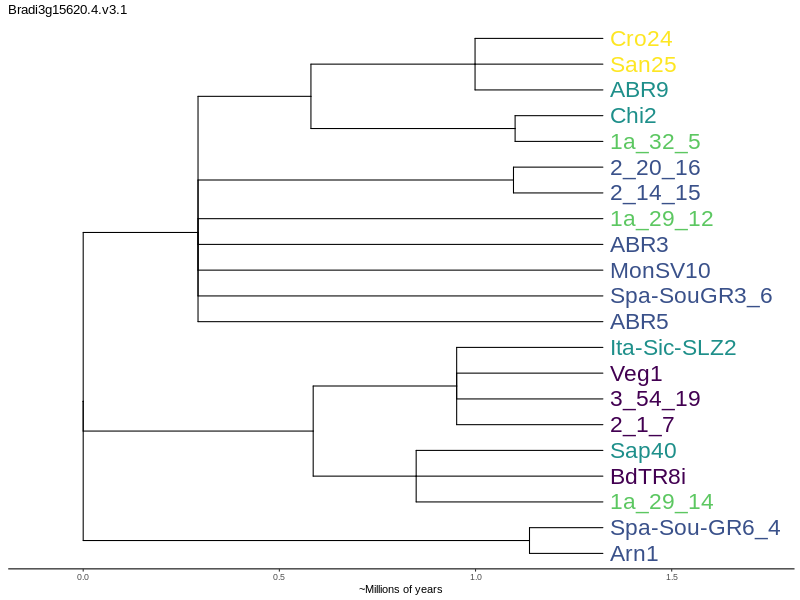 Bradi3g15620.4.v3.1
Cro24
San25
ABR9
Chi2
1a_32_5
2_20_16
2_14_15
1a_29_12
ABR3
MonSV10
Spa-SouGR3_6
ABR5
Ita-Sic-SLZ2
Veg1
3_54_19
2_1_7
Sap40
BdTR8i
1a_29_14
Spa-Sou-GR6_4
Arn1
0.0 0.5 1.0 1.5
~Millions of years